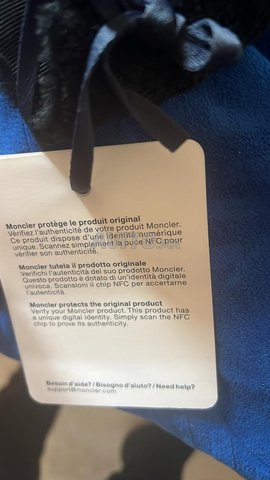 Moncler protège le produit original
Vérifiez l'authenticité de votre produit Moncler.
Ce produit dispose d'une identité numérique
unique. Scannez simplement la puce NFC pour
vérifier son authenticité.
Moncler tutela il prodotto originale
Verifichi l'autenticità del suo prodotto Moncler.
Questo prodotto è dotato di un'identità digitale
univoca. Scansioni il chip NFC per accertarne
l'autenticità.
Moncler protects the original product
Verify your Moncler product. This product has
a unique digital identity. Simply scan the NFC
chip to prove its authenticity.
Besoin d'aide? / Bisogno d'aiuto? / Need help?
support@moncler.com